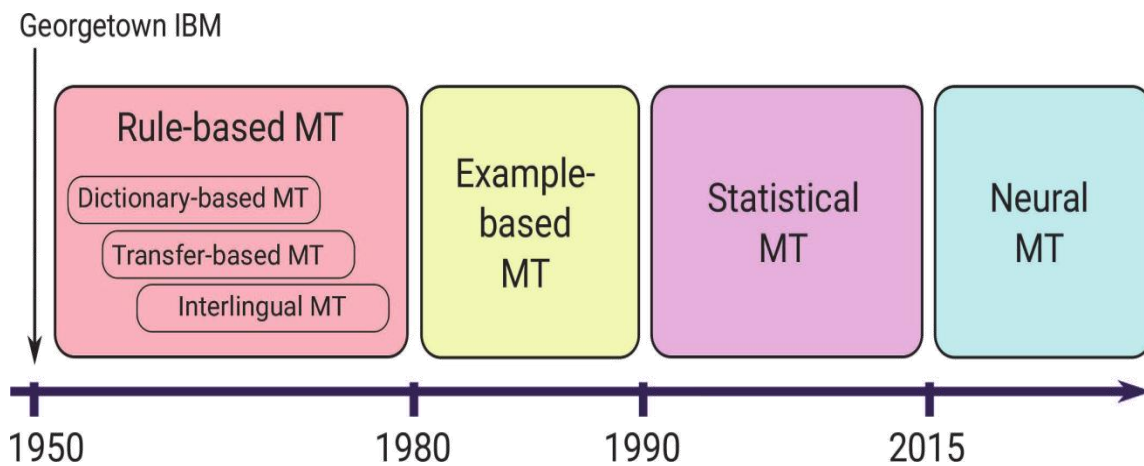 Georgetown IBM
Rule-based MT
Dictionary-based MT
Transfer-based MT
Interlingual MT
Example-
based
MT
Statistical
MT
Neural
MT
1950
1980
1990
2015